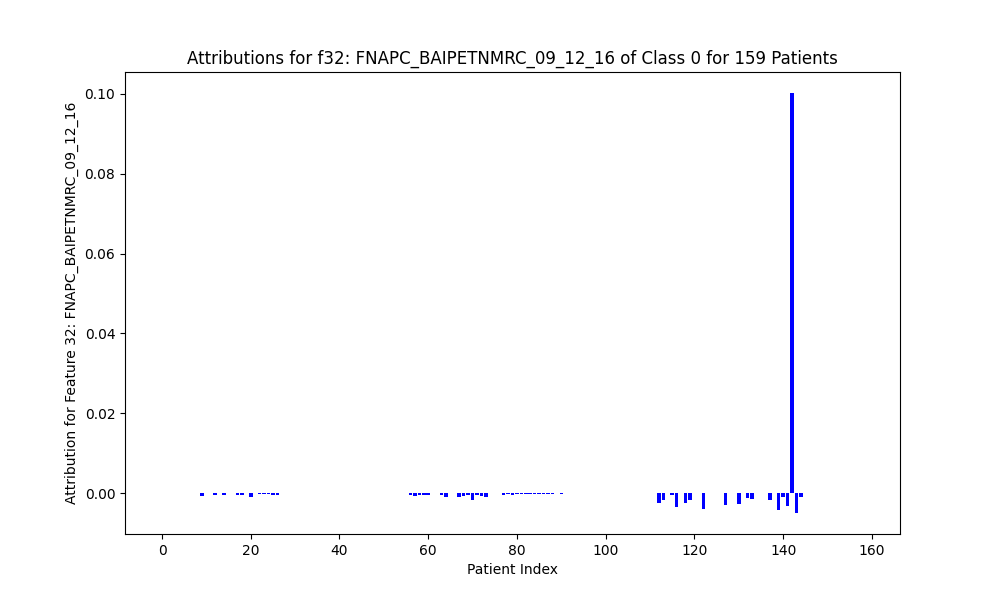 Attributions for f32: FNAPC_BAIPETNMRC_09_12_16 of Class 0 for 159 Patients
Attribution for Feature 32: FNAPC_BAIPETNMRC_09_12_16
0.10
0.08
0.06
0.04
0.02
0.00
0 20 40 60 80 100 120 140 160
Patient Index